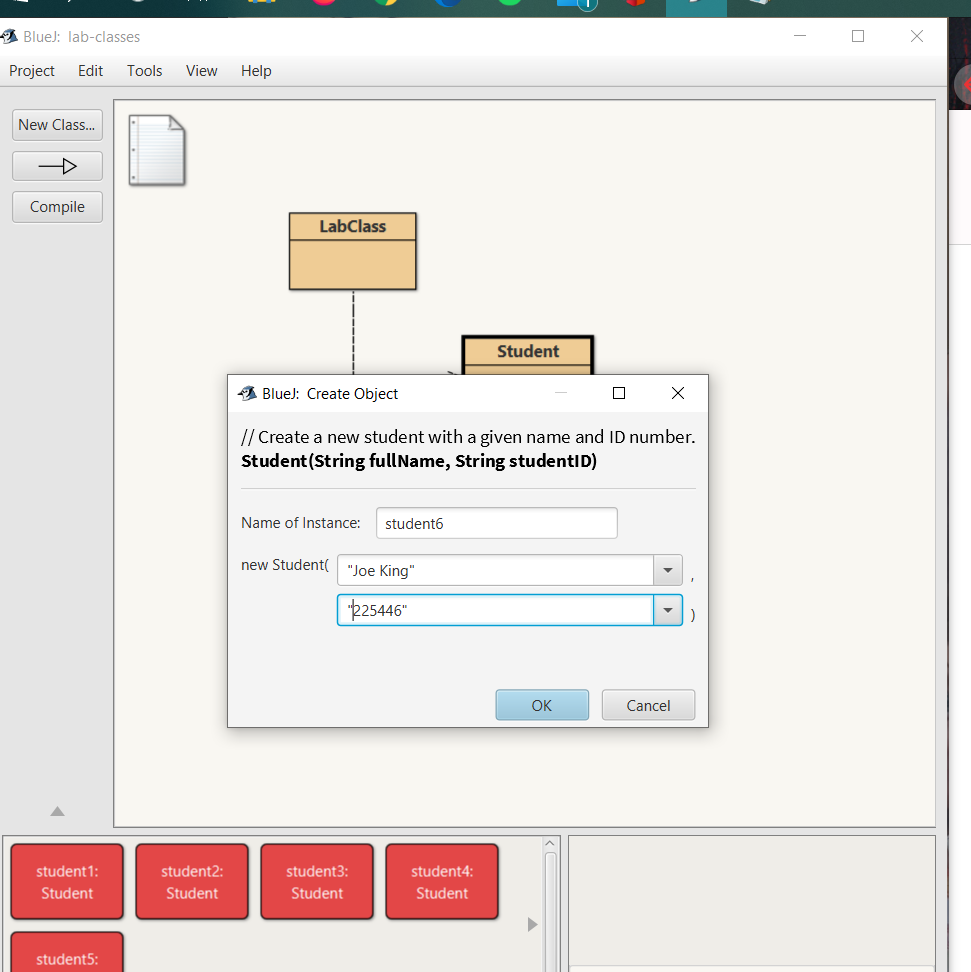 BlueJ: lab-classes
Project Edit Tools View Help
New Class...
Compile
LabClass
Student
BlueJ: Create Object
// Create a new student with a given name and ID number.
Student(String fullName, String studentID)
Name of Instance: student6
new Student( "Joe King" ,
"225446" )
OK Cancel
student1:
Student
student2:
Student
student3:
Student
student4:
Student
student5: